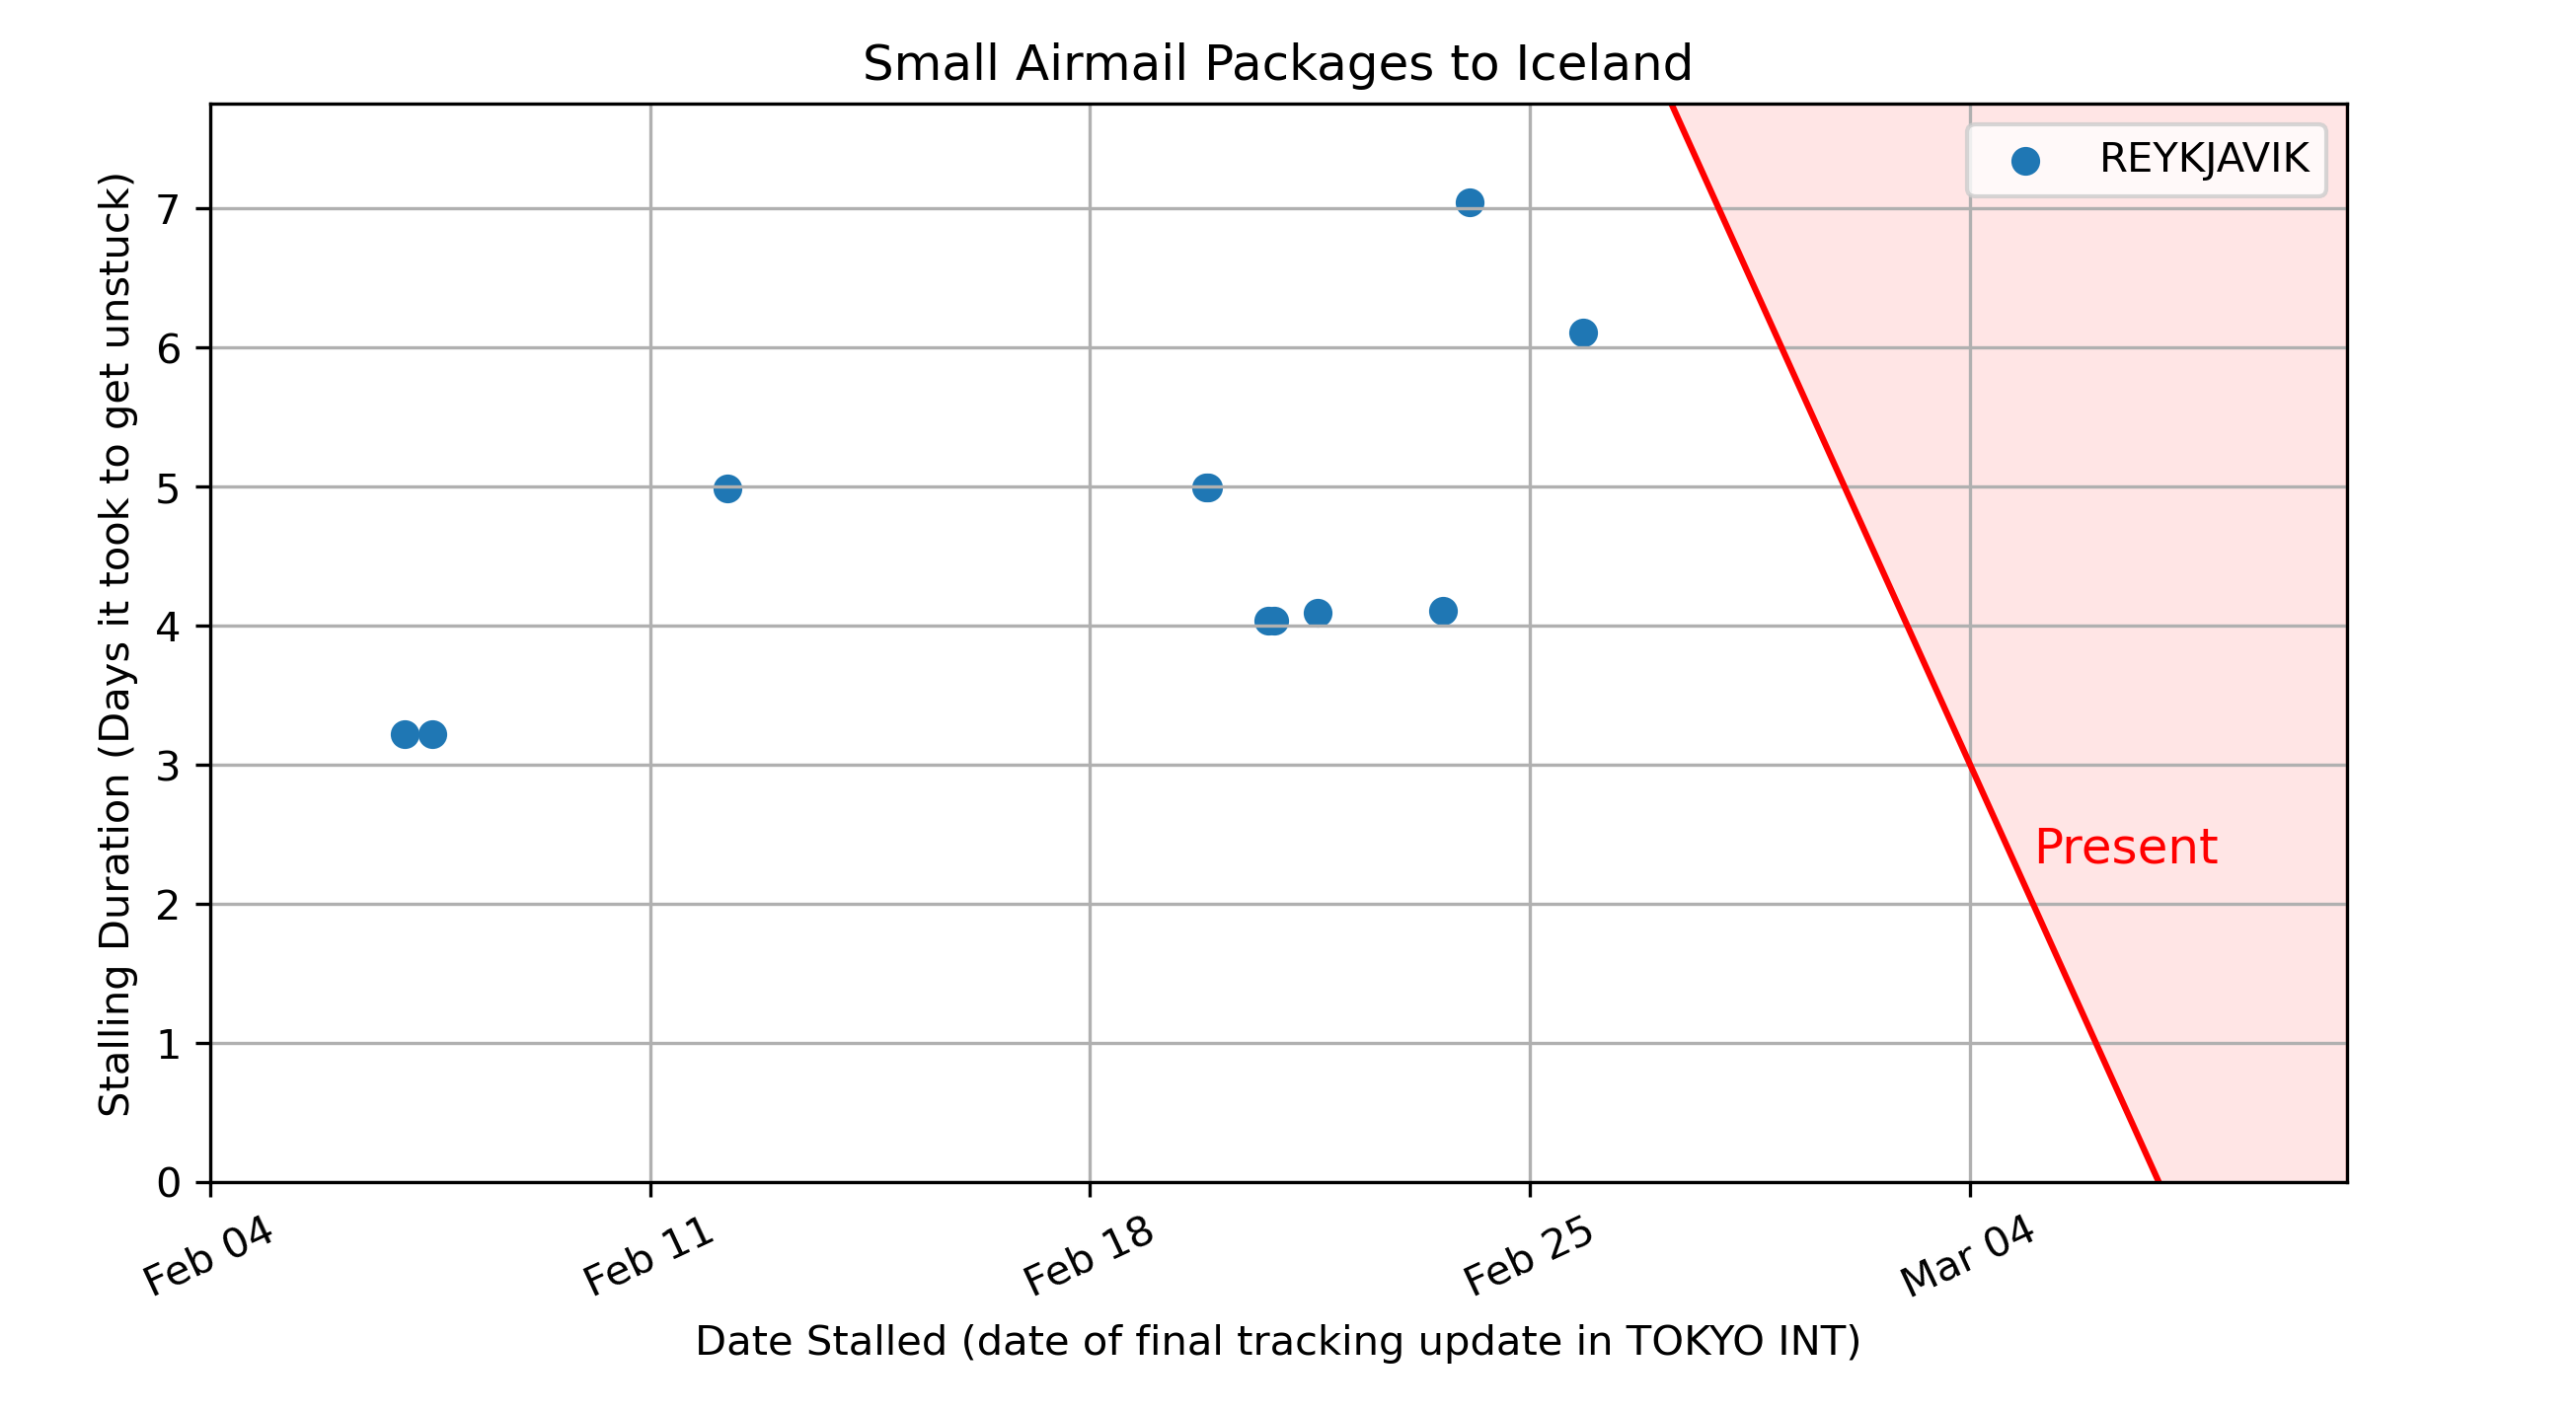 Small Airmail Packages to Iceland
REYKJAVIK
Stalling Duration (Days it took to get unstuck)
7
6
5
4
3
2
1
0
Present
Feb 04
Feb 11
Feb 18
Feb 25
Mar 04
Date Stalled (date of final tracking update in TOKYO INT)